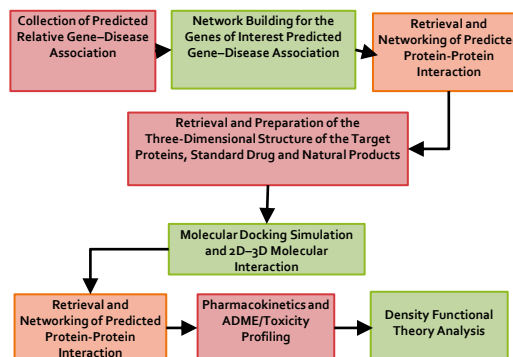 Collection of Predicted
Relative Gene–Disease
Association
Network Building for the
Genes of Interest Predicted
Gene–Disease Association
Retrieval and
Networking of Predicted
Protein-Protein
Interaction
Retrieval and Preparation of the
Three-Dimensional Structure of the Target
Proteins, Standard Drug and Natural Products
Molecular Docking Simulation
and 2D–3D Molecular
Interaction
Retrieval and
Networking of Predicted
Protein-Protein
Interaction
Pharmacokinetics and
ADME/Toxicity
Profiling
Density Functional
Theory Analysis